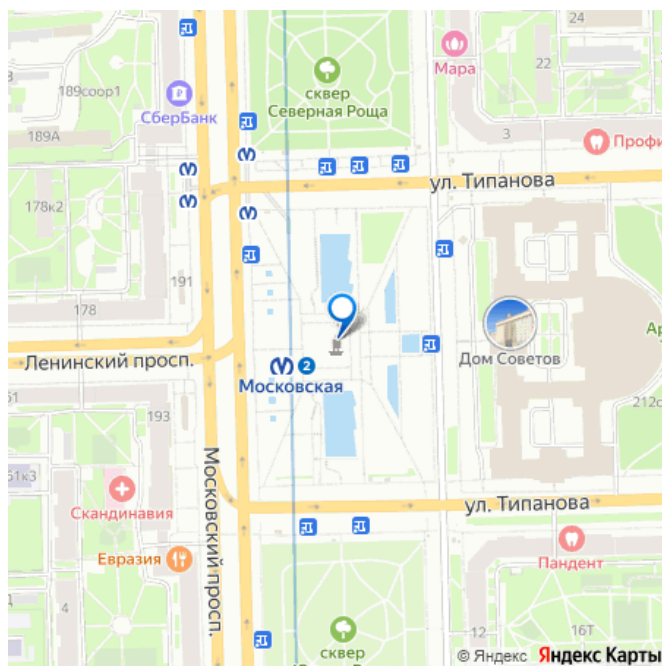 24
Мара
22
189соор1
СберБанк
сквер
Северная Роща
189А
3
Профи
ул. Типанова
178к2
191
178
Дом Советов
Ар
Ленинский просп.
2
Московская
212с
193
Московский просп.
51к3
Скандинавия
ул. Типанова
Евразия
Пандент
4
12
16Т
сквер
© Яндекс Яндекс Карты